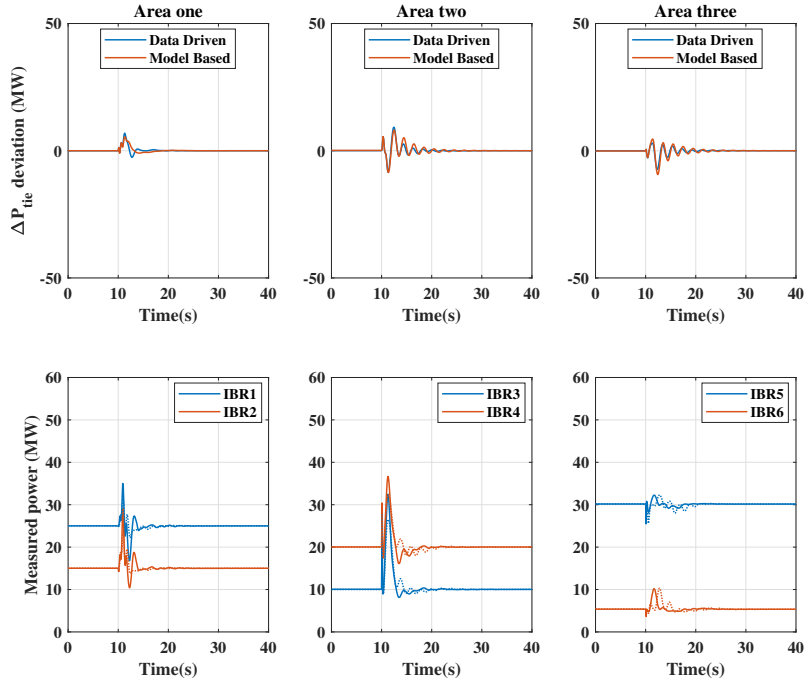 Area one
Area two
Area three
ΔP_tie deviation (MW)
50
0
-50
0 10 20 30 40
Time(s)
Data Driven
Model Based
50
0
-50
0 10 20 30 40
Time(s)
Data Driven
Model Based
50
0
-50
0 10 20 30 40
Time(s)
Data Driven
Model Based
Measured power (MW)
60
50
40
30
20
10
0
0 10 20 30 40
Time(s)
IBR1
IBR2
60
50
40
30
20
10
0
0 10 20 30 40
Time(s)
IBR3
IBR4
60
50
40
30
20
10
0
0 10 20 30 40
Time(s)
IBR5
IBR6